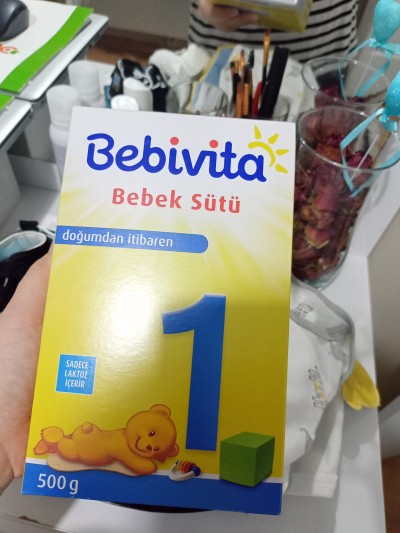 Bebivita
Bebek Sütü
doğumdan itibaren
1
SADECE
LAKTOZ
İÇERİR
500 g